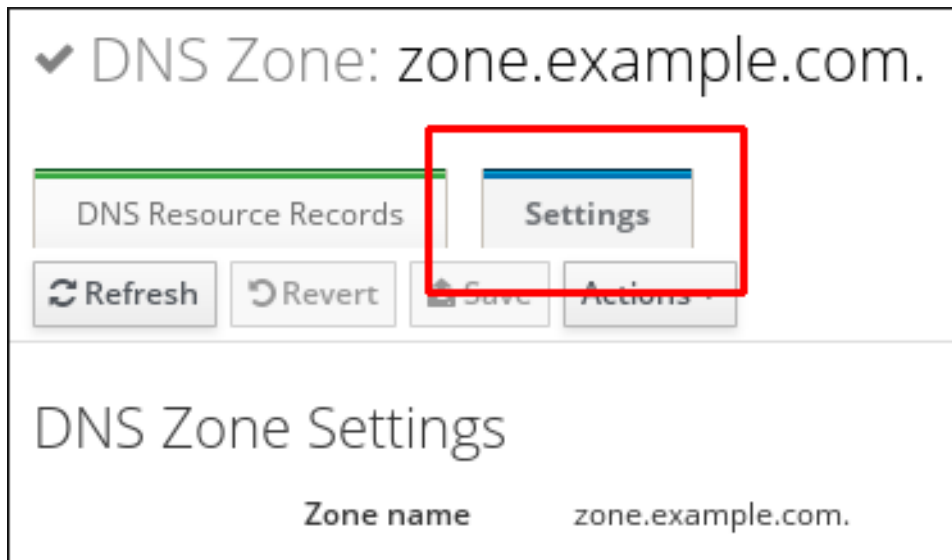 DNS Zone: zone.example.com.
DNS Resource Records Settings
Refresh Revert Save Actions
DNS Zone Settings
Zone name zone.example.com.